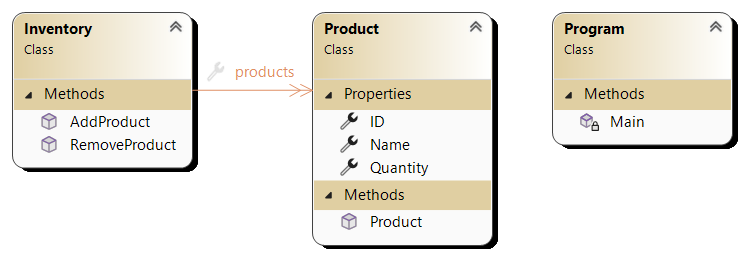 Inventory
Class
Methods
AddProduct
RemoveProduct
products
Product
Class
Properties
ID
Name
Quantity
Methods
Product
Program
Class
Methods
Main